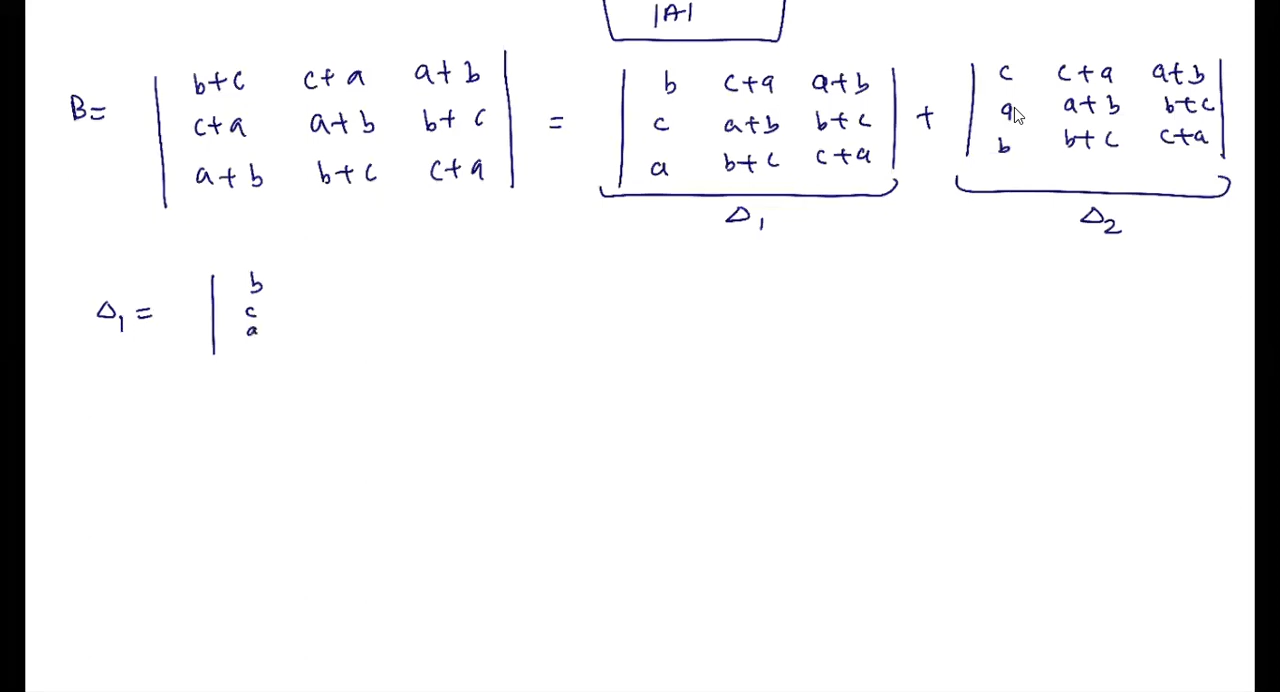 |A|
B= | b+c c+a a+b | = | b c+a a+b | + | c c+a a+b |
| c+a a+b b+c | | c a+b b+c | | a a+b b+c |
| a+b b+c c+a | | a b+c c+a | | b b+c c+a |
Δ1 Δ2
Δ1 = | b
| c
| a